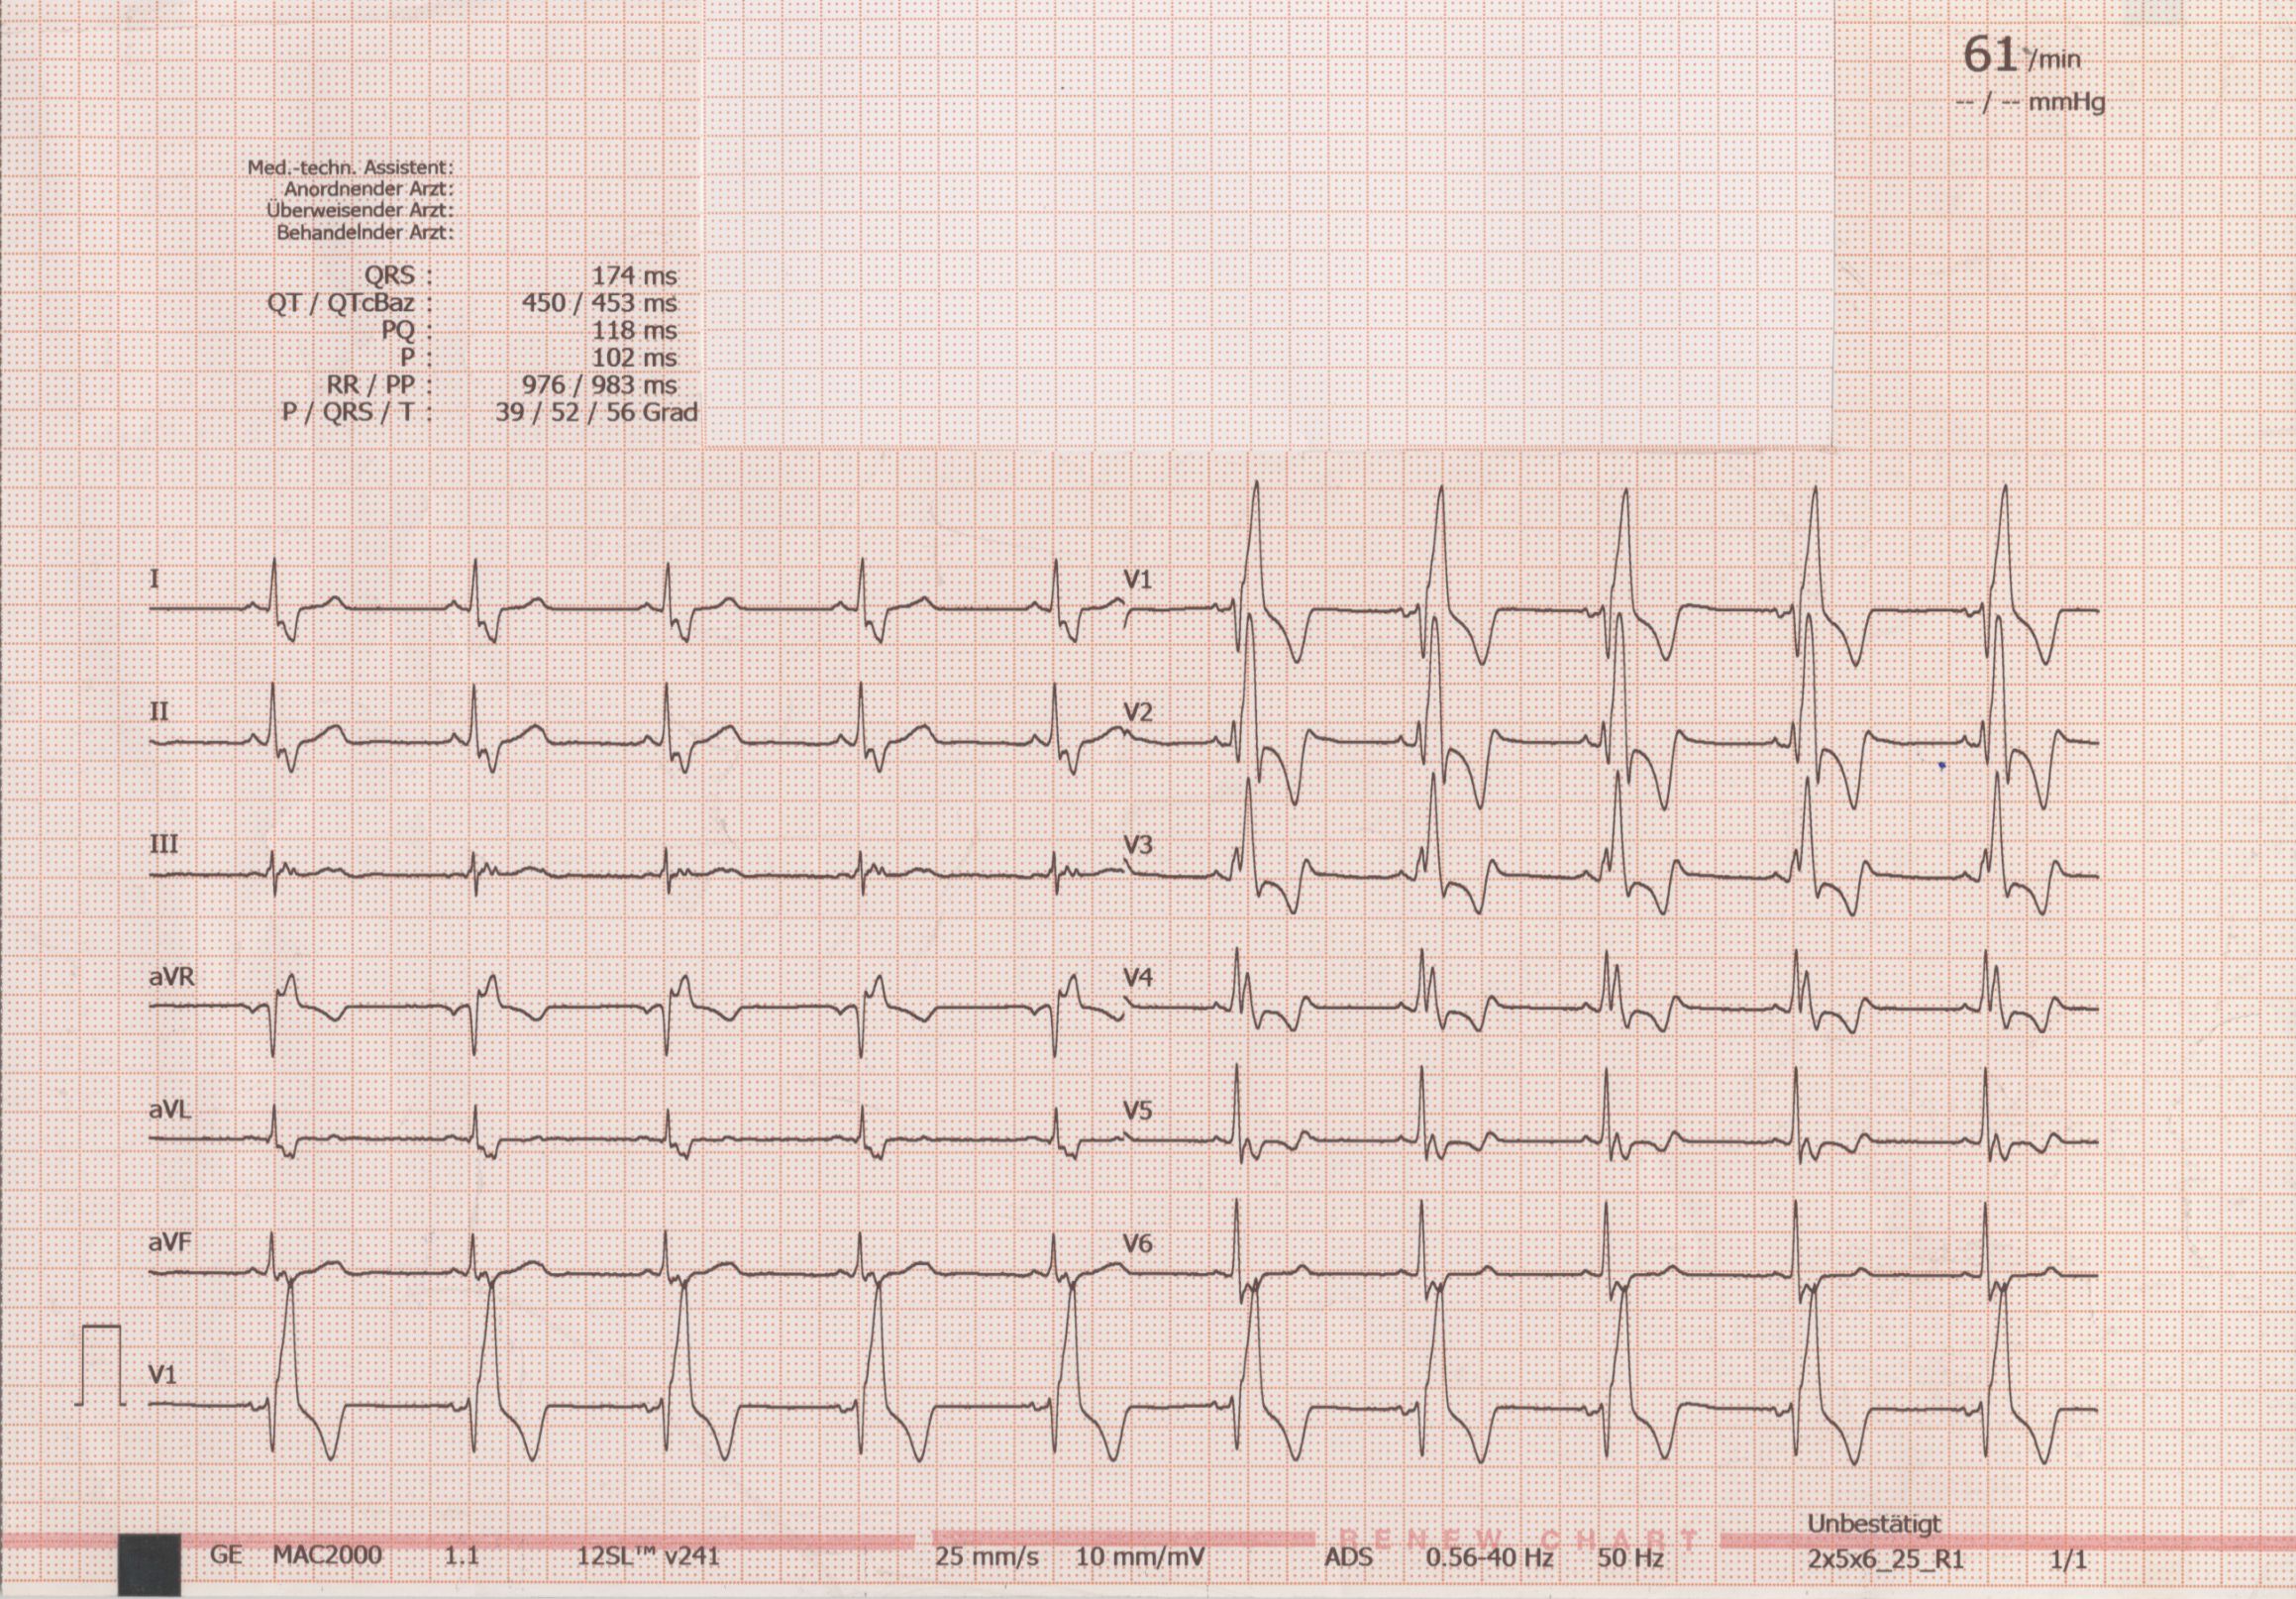 61 /min
-- / -- mmHg
Med.-techn. Assistent:
Anordnender Arzt:
Überweisender Arzt:
Behandelnder Arzt:
QRS : 174 ms
QT / QTcBaz : 450 / 453 ms
PQ : 118 ms
P : 102 ms
RR / PP : 976 / 983 ms
P / QRS / T : 39 / 52 / 56 Grad
I V1
II V2
III V3
aVR V4
aVL V5
aVF V6
V1
RENEW CHART
Unbestätigt
GE MAC2000 1.1 12SL™ v241 25 mm/s 10 mm/mV ADS 0.56-40 Hz 50 Hz 2x5x6_25_R1 1/1